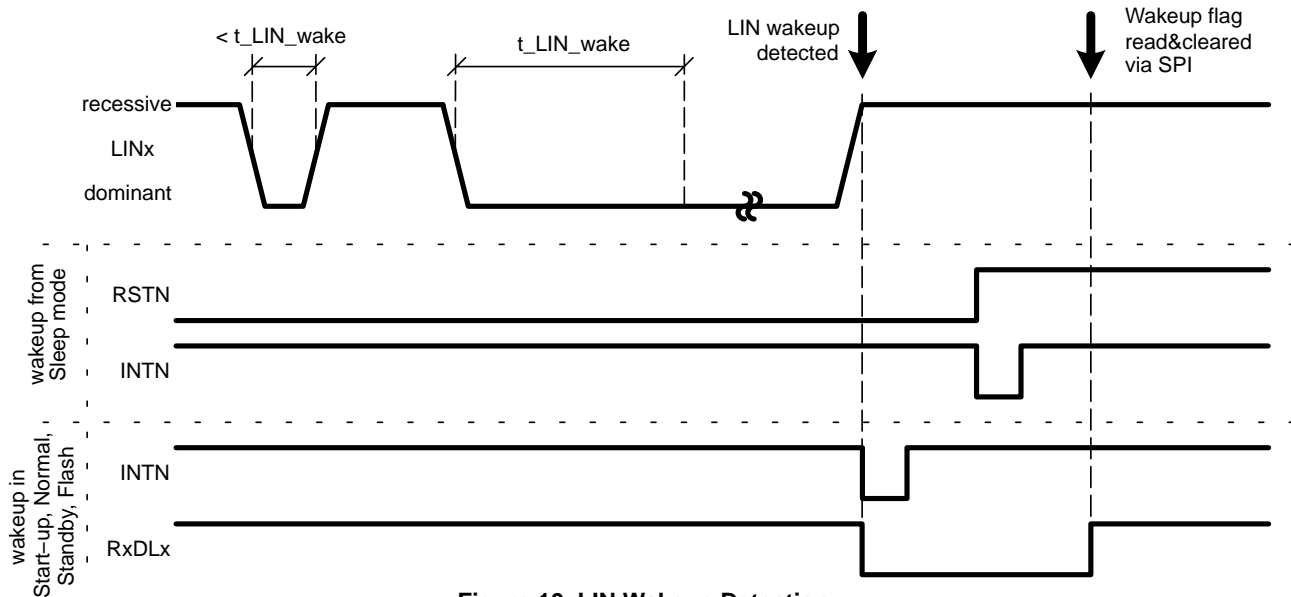 < t_LIN_wake
t_LIN_wake
LIN wakeup
detected
Wakeup flag
read&cleared
via SPI
recessive
LINx
dominant
wakeup from
Sleep mode
RSTN
INTN
wakeup in
Start−up, Normal,
Standby, Flash
INTN
RxDLx